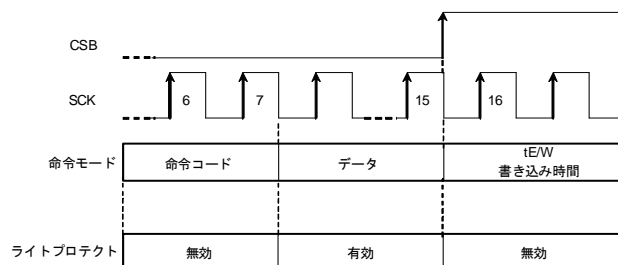 CSB
SCK
6
7
15
16
命令モード
命令コード
データ
tE/W
書き込み時間
ライトプロテクト
無効
有効
無効